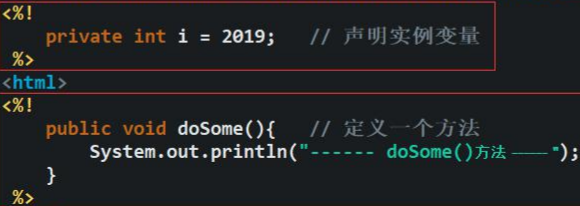 <%!
    private int i = 2019;   // 声明实例变量
 %>
<html>
<%!
    public void doSome(){   // 定义一个方法
        System.out.println("------ doSome()方法 ------");
    }
 %>